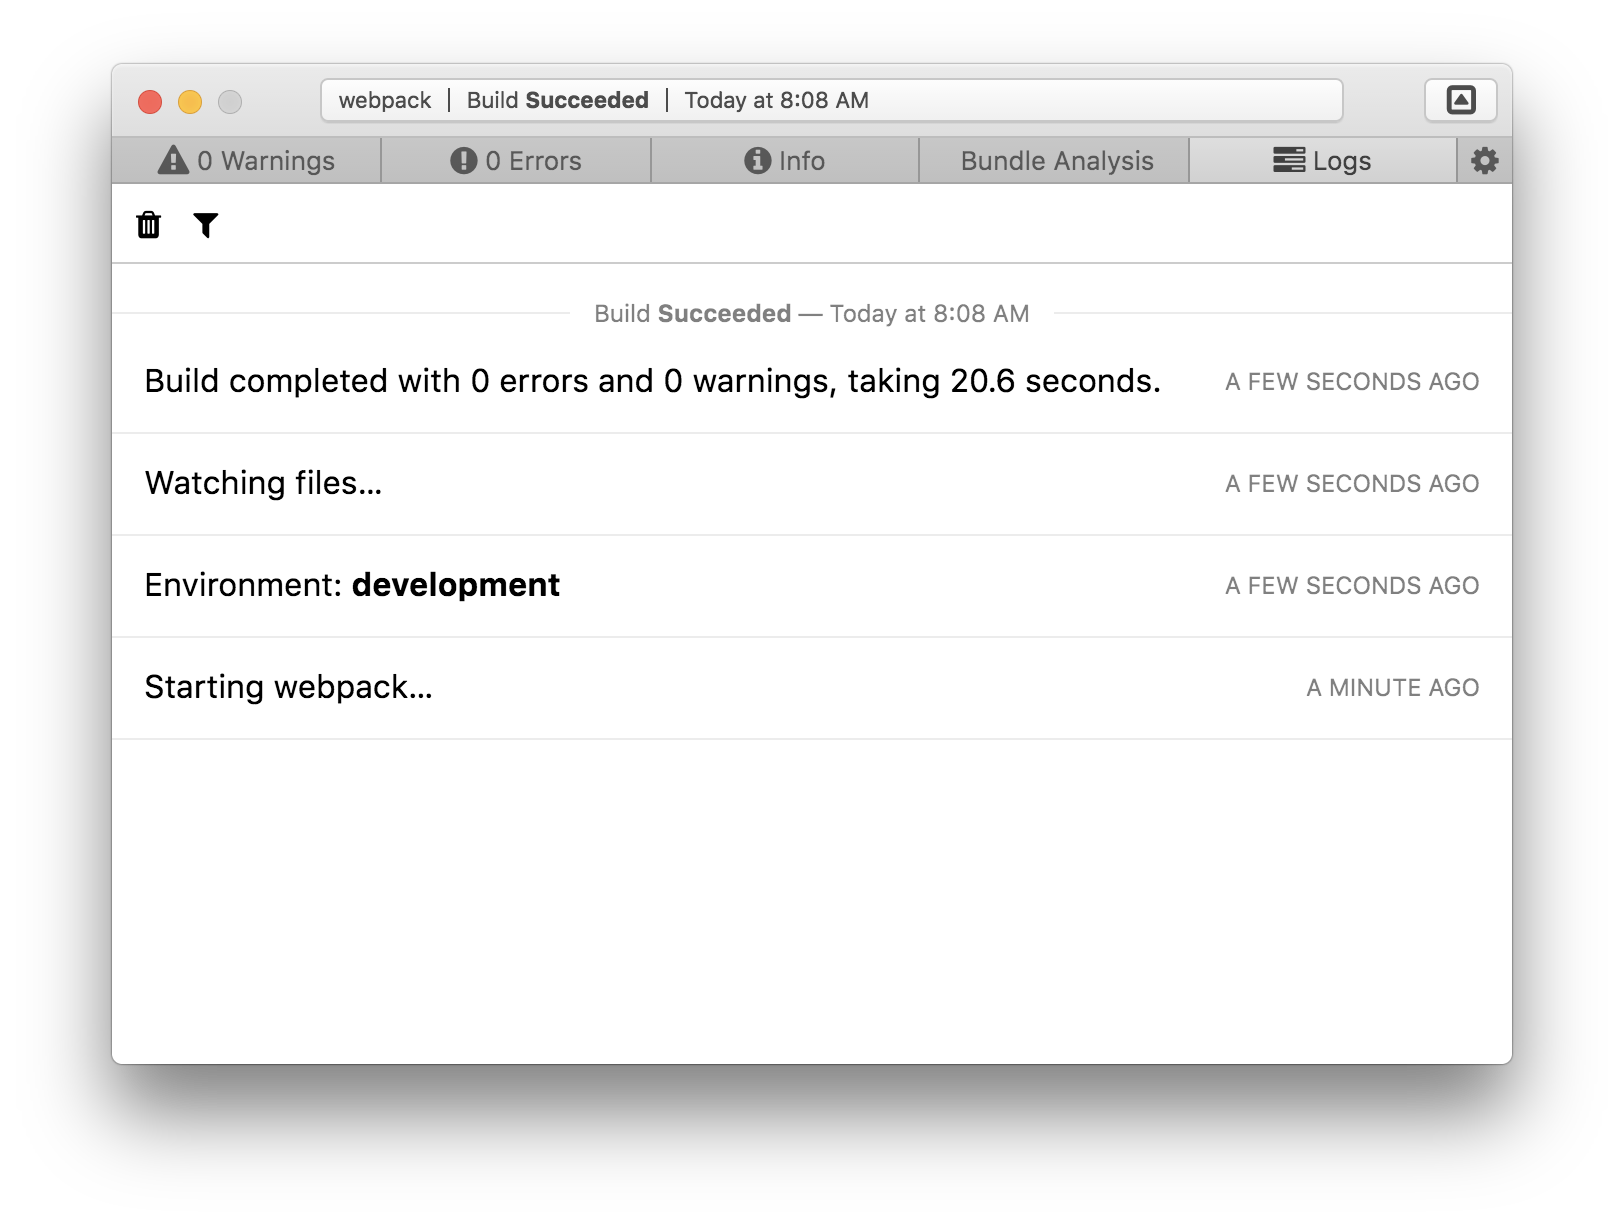 webpack | Build Succeeded | Today at 8:08 AM
0 Warnings 0 Errors Info Bundle Analysis Logs
Build Succeeded — Today at 8:08 AM
Build completed with 0 errors and 0 warnings, taking 20.6 seconds. A FEW SECONDS AGO
Watching files... A FEW SECONDS AGO
Environment: development A FEW SECONDS AGO
Starting webpack... A MINUTE AGO